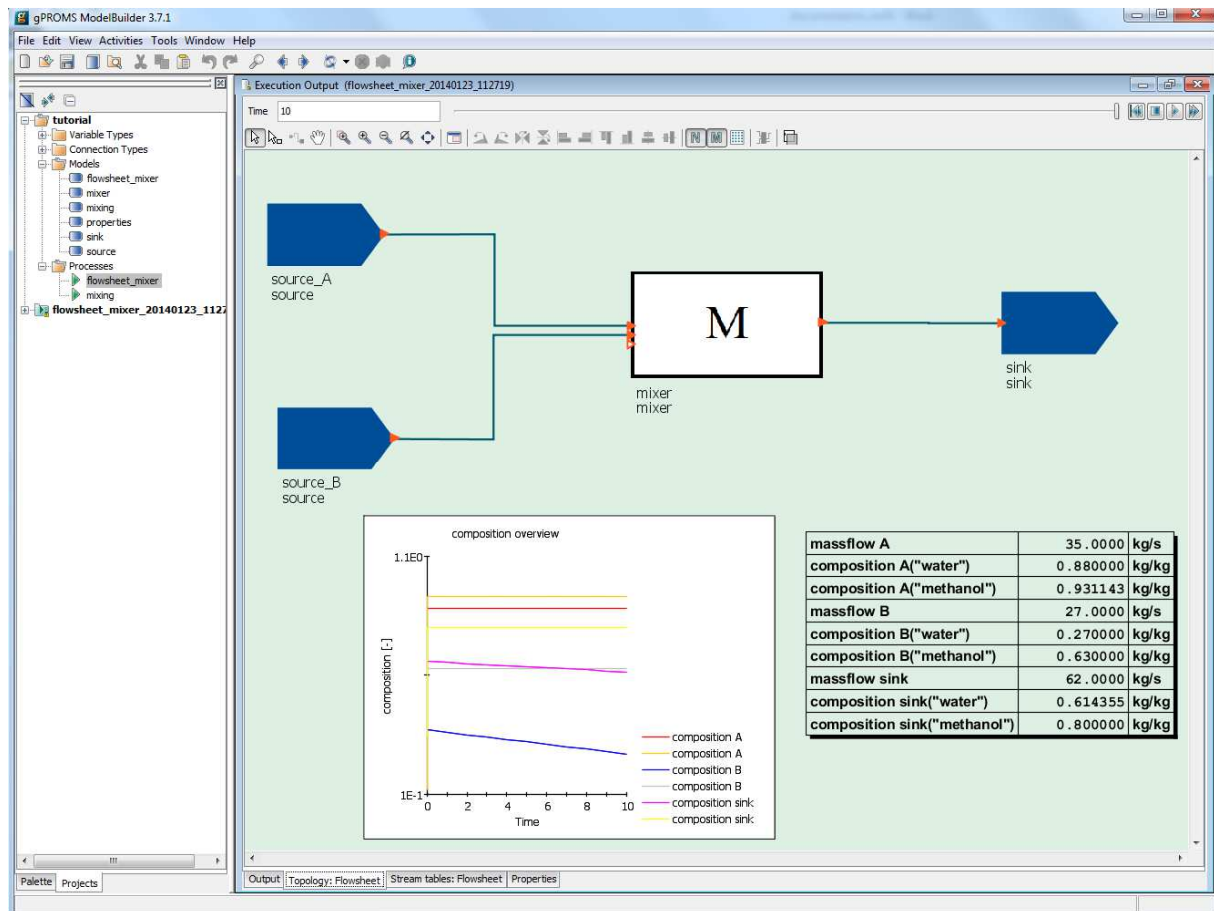 gPROMS ModelBuilder 3.7.1
File Edit View Activities Tools Window Help
Execution Output (flowsheet_mixer_20140123_112719)
Time 10
tutorial
Variable Types
Connection Types
Models
flowsheet_mixer
mixer
mixing
properties
sink
source
Processes
flowsheet_mixer
mixing
flowsheet_mixer_20140123_1127
source_A
source
M
mixer
mixer
sink
sink
source_B
source
composition overview
1.1E0
composition [-]
1E-1
0 2 4 6 8 10
Time
composition A
composition A
composition B
composition B
composition sink
composition sink
massflow A 35.0000 kg/s
composition A("water") 0.880000 kg/kg
composition A("methanol") 0.931143 kg/kg
massflow B 27.0000 kg/s
composition B("water") 0.270000 kg/kg
composition B("methanol") 0.630000 kg/kg
massflow sink 62.0000 kg/s
composition sink("water") 0.614355 kg/kg
composition sink("methanol") 0.800000 kg/kg
Output Topology: Flowsheet Stream tables: Flowsheet Properties
Palette Projects